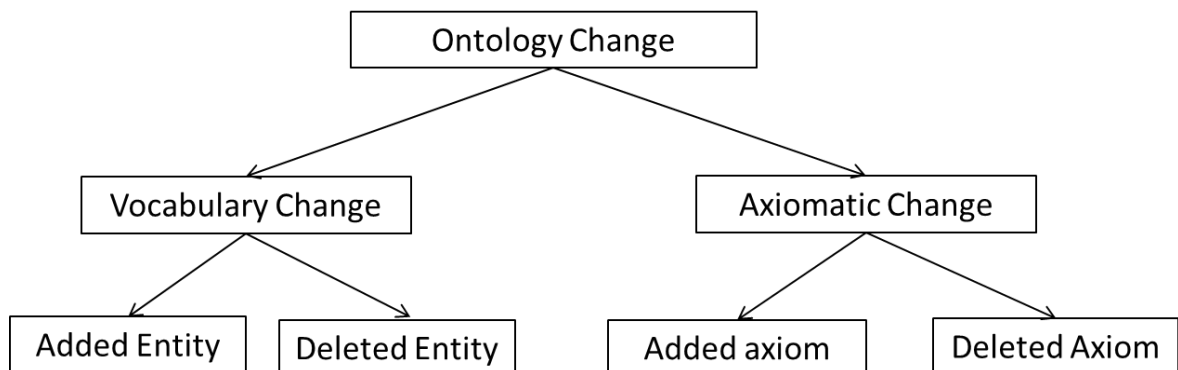 Ontology Change
Vocabulary Change
Axiomatic Change
Added Entity
Deleted Entity
Added axiom
Deleted Axiom